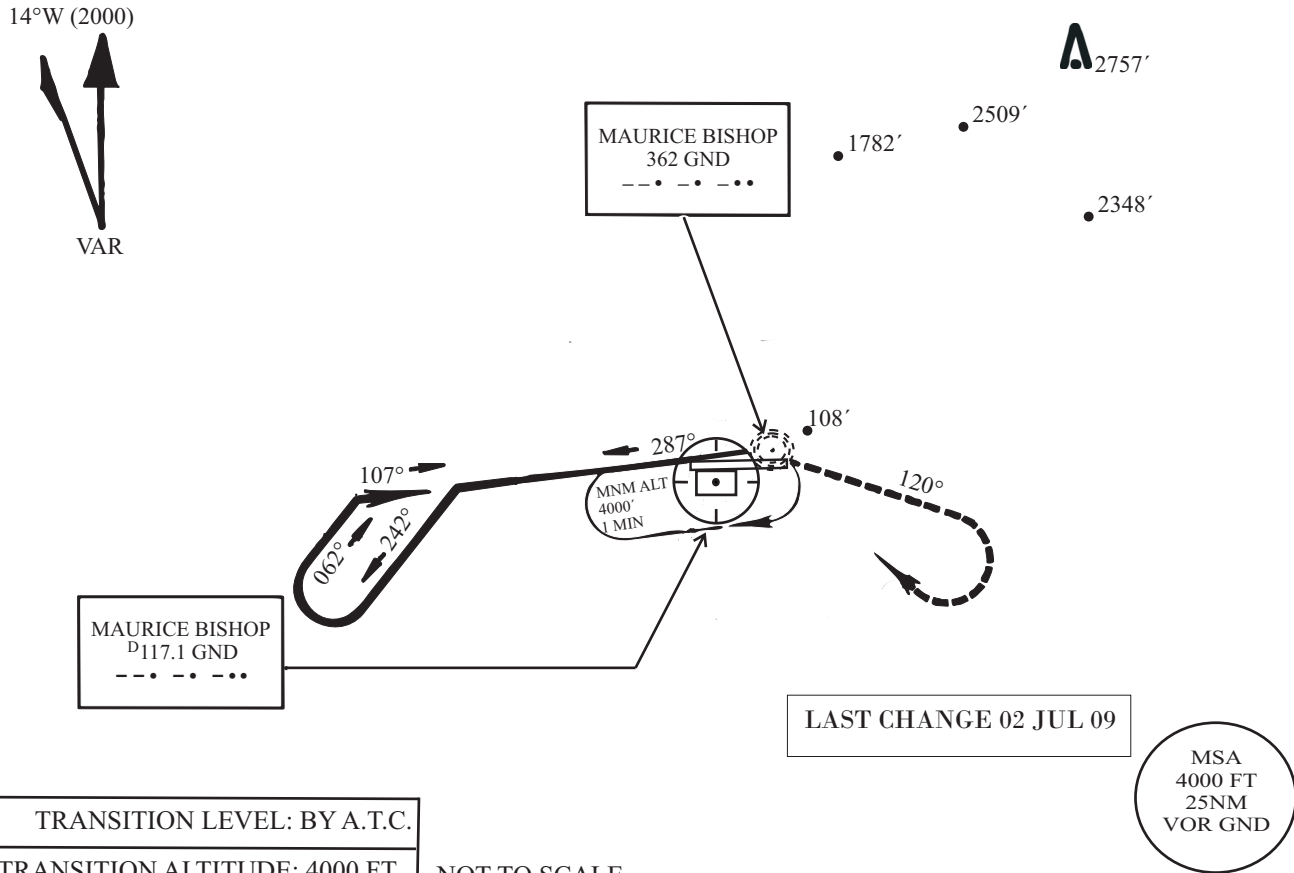 14°W (2000)
VAR
2757´
2509´
1782´
2348´
MAURICE BISHOP
362 GND
−−• −• −••
108´
287°
107°
120°
MNM ALT
4000´
1 MIN
062°
242°
MAURICE BISHOP
D117.1 GND
−−• −• −••
LAST CHANGE 02 JUL 09
MSA
4000 FT
25NM
VOR GND
TRANSITION LEVEL: BY A.T.C.
TRANSITION ALTITUDE: 4000 FT
NOT TO SCALE